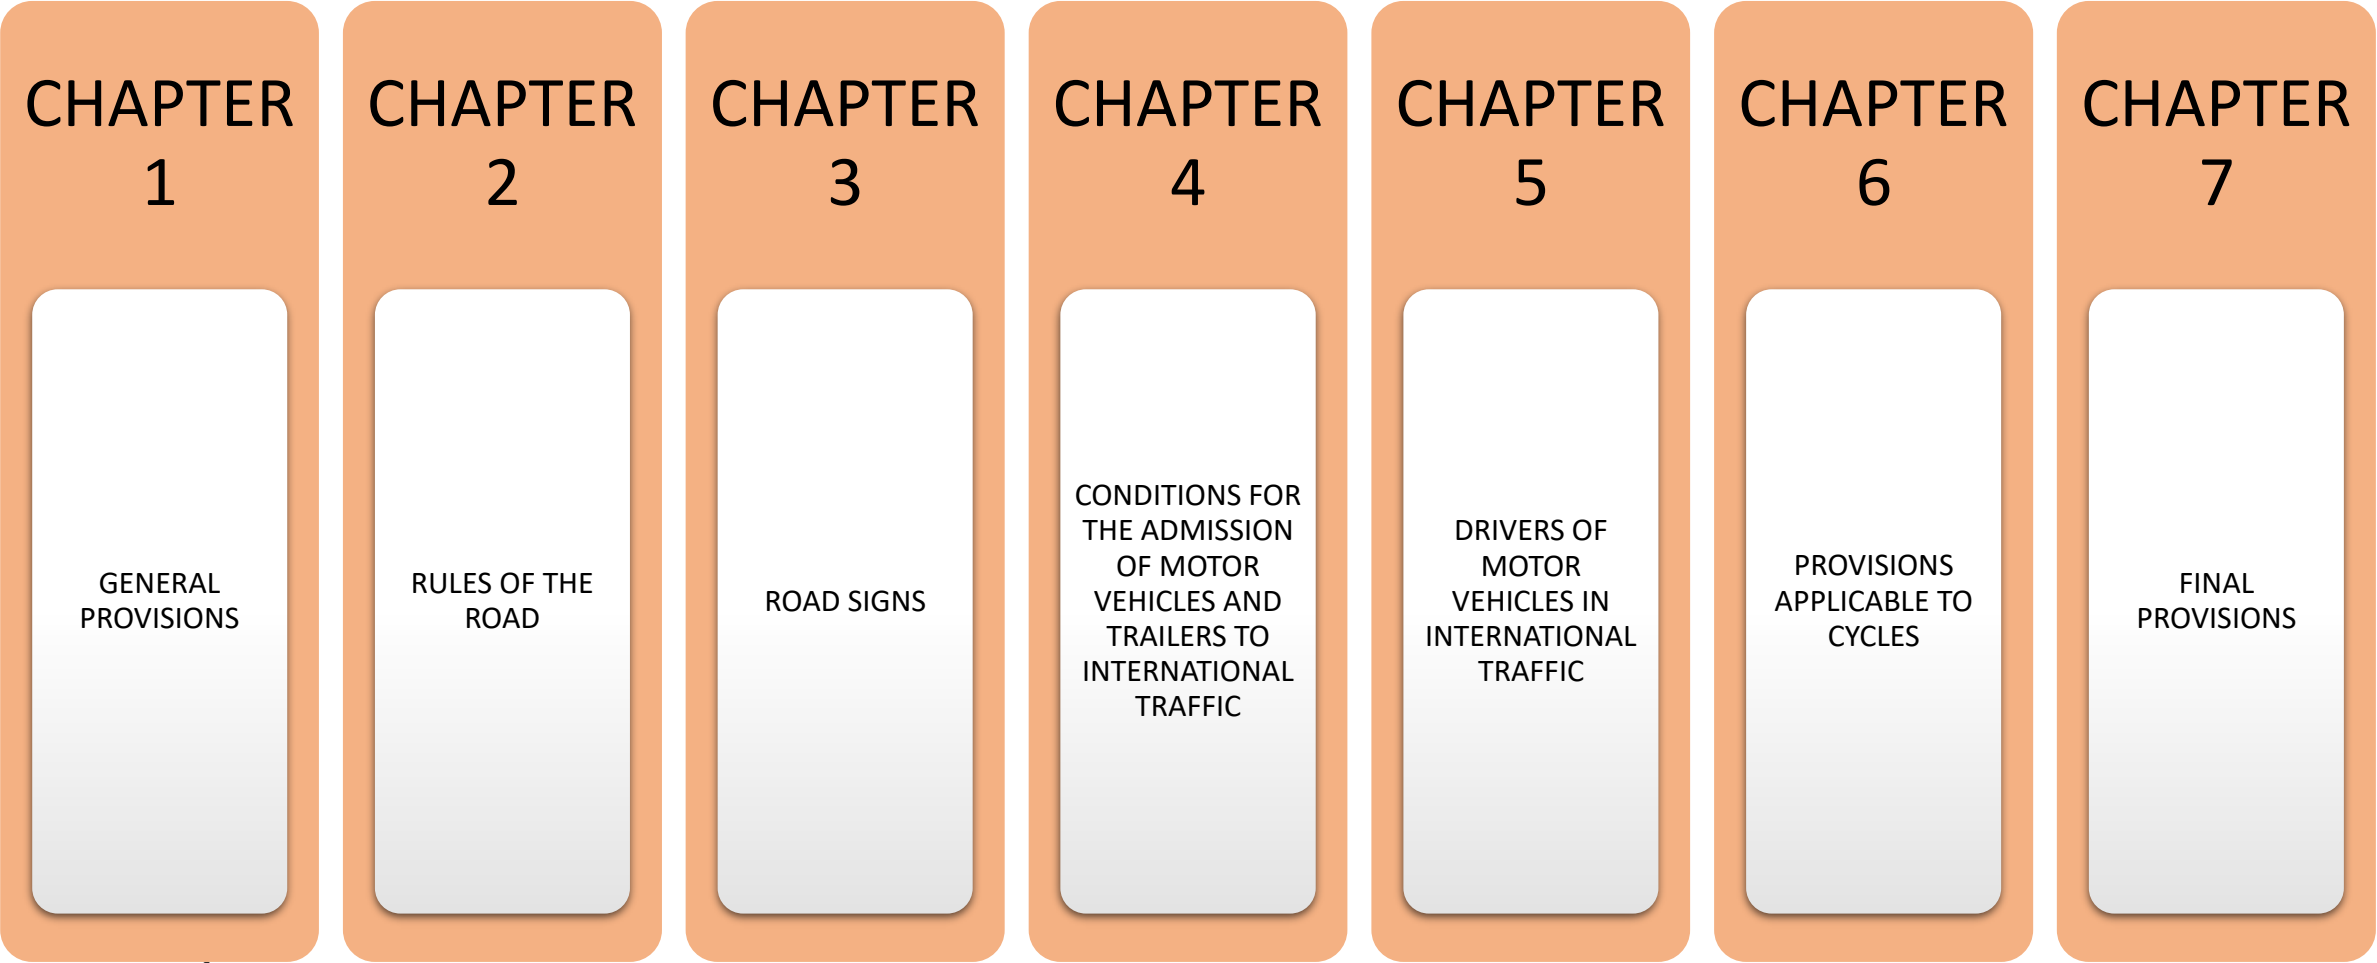 CHAPTER
1
GENERAL
PROVISIONS
CHAPTER
2
RULES OF THE
ROAD
CHAPTER
3
ROAD SIGNS
CHAPTER
4
CONDITIONS FOR
THE ADMISSION
OF MOTOR
VEHICLES AND
TRAILERS TO
INTERNATIONAL
TRAFFIC
CHAPTER
5
DRIVERS OF
MOTOR
VEHICLES IN
INTERNATIONAL
TRAFFIC
CHAPTER
6
PROVISIONS
APPLICABLE TO
CYCLES
CHAPTER
7
FINAL
PROVISIONS